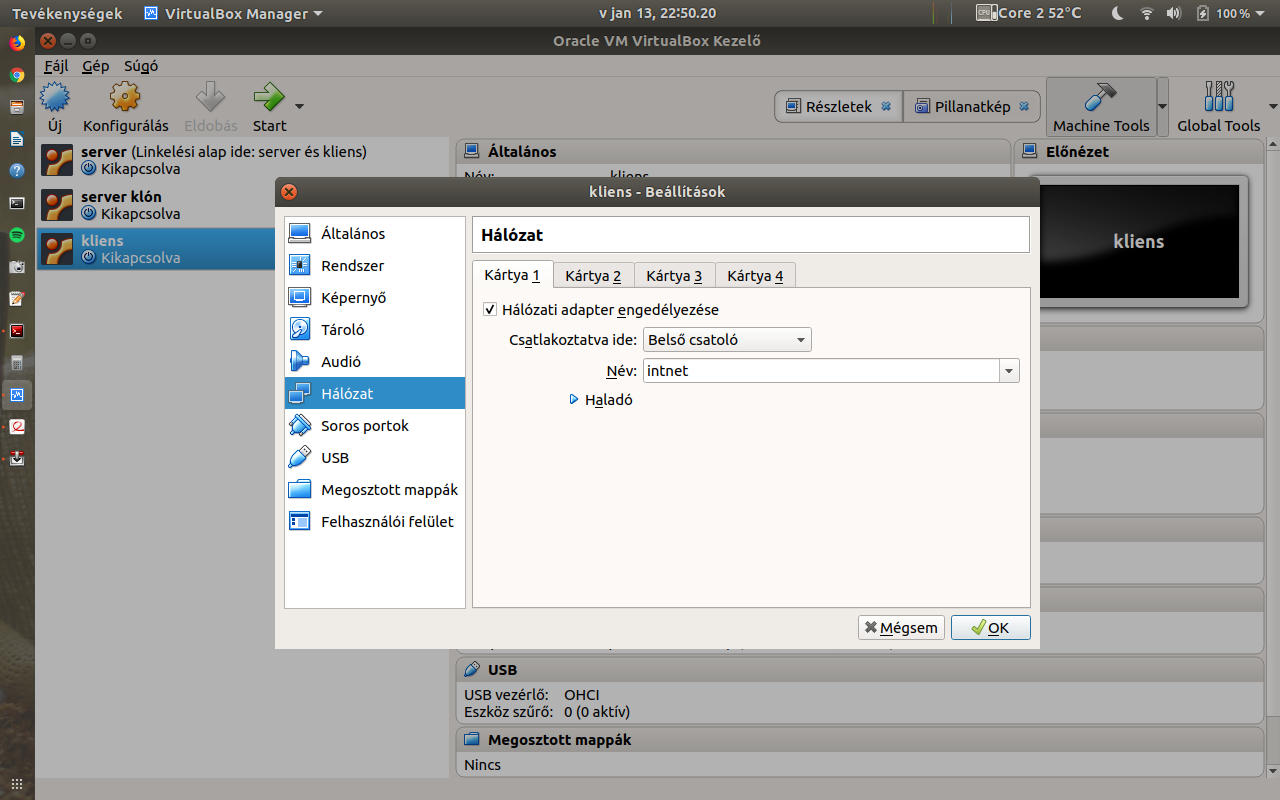 Tevékenységek VirtualBox Manager v jan 13, 22:50.20 CPU Core 2 52°C 100 %
Oracle VM VirtualBox Kezelő
Fájl Gép Súgó
Új Konfigurálás Eldobás Start Részletek Pillanatkép Machine Tools Global Tools
server (Linkelési alap ide: server és kliens)
Kikapcsolva
server klón
Kikapcsolva
kliens
Kikapcsolva
Általános
Név: kliens
Előnézet
kliens
kliens - Beállítások
Általános
Rendszer
Képernyő
Tároló
Audió
Hálózat
Soros portok
USB
Megosztott mappák
Felhasználói felület
Hálózat
Kártya 1 Kártya 2 Kártya 3 Kártya 4
Hálózati adapter engedélyezése
Csatlakoztatva ide: Belső csatoló
Név: intnet
Haladó
Mégsem OK
USB
USB vezérlő: OHCI
Eszköz szűrő: 0 (0 aktív)
Megosztott mappák
Nincs